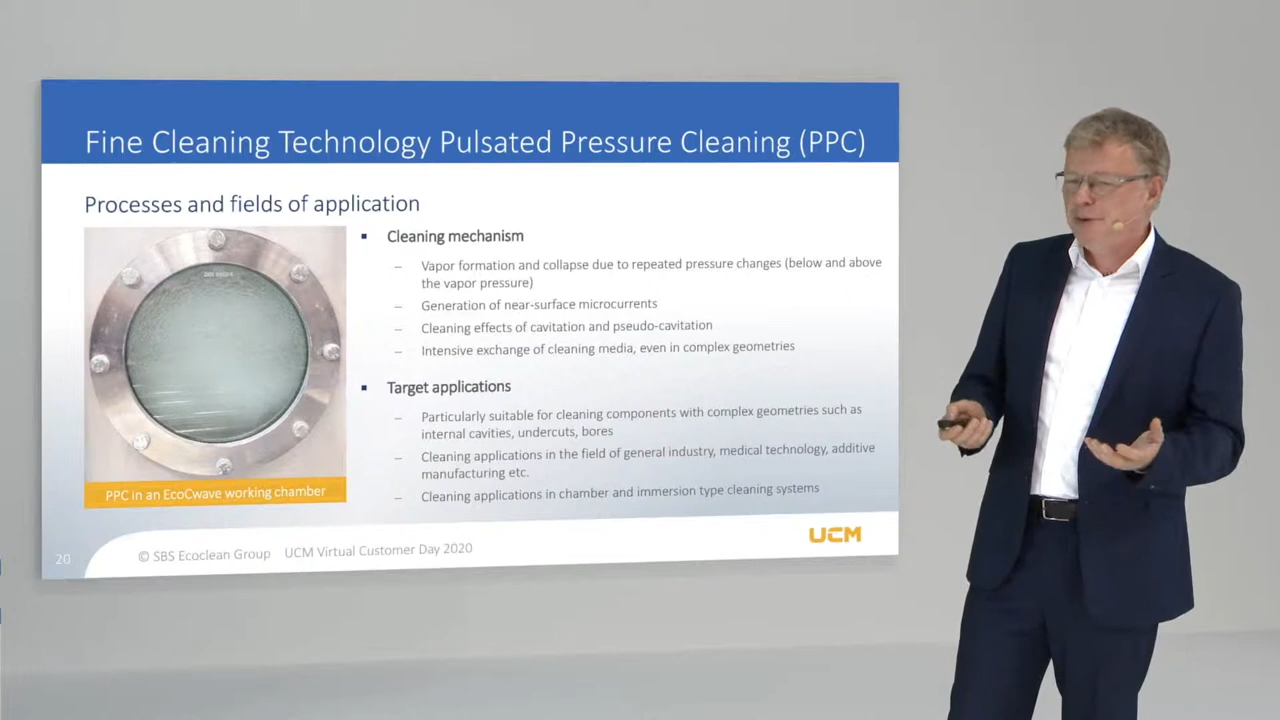 Fine Cleaning Technology Pulsated Pressure Cleaning (PPC)
Processes and fields of application
▪ Cleaning mechanism
– Vapor formation and collapse due to repeated pressure changes (below and above
the vapor pressure)
– Generation of near-surface microcurrents
– Cleaning effects of cavitation and pseudo-cavitation
– Intensive exchange of cleaning media, even in complex geometries
▪ Target applications
– Particularly suitable for cleaning components with complex geometries such as
internal cavities, undercuts, bores
– Cleaning applications in the field of general industry, medical technology, additive
manufacturing etc.
– Cleaning applications in chamber and immersion type cleaning systems
PPC in an EcoCwave working chamber
20
© SBS Ecoclean Group UCM Virtual Customer Day 2020
UCM